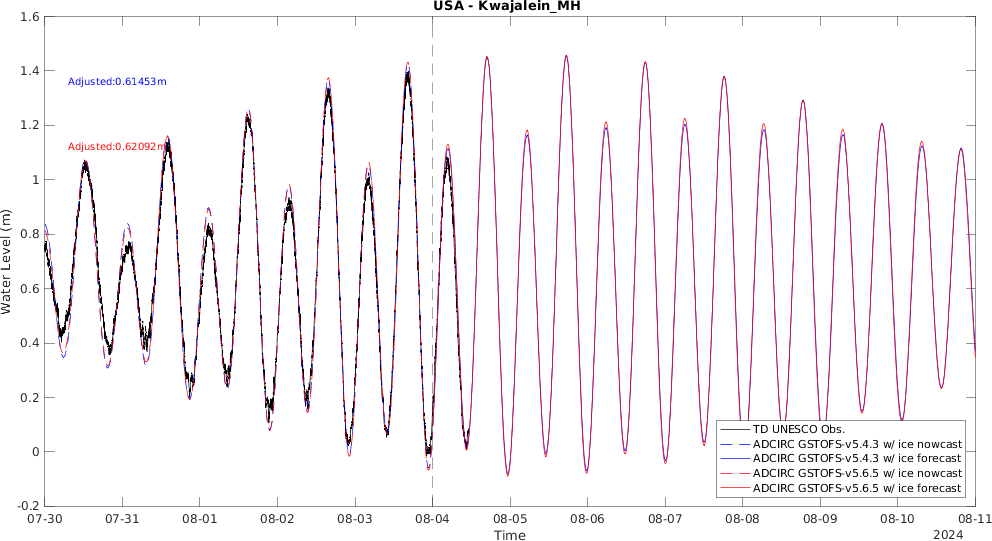 USA - Kwajalein_MH
1.6
1.4
1.2
1
0.8
0.6
0.4
0.2
0
-0.2
Water Level (m)
Adjusted:0.61453m
Adjusted:0.62092m
TD UNESCO Obs.
ADCIRC GSTOFS-v5.4.3 w/ ice nowcast
ADCIRC GSTOFS-v5.4.3 w/ ice forecast
ADCIRC GSTOFS-v5.6.5 w/ ice nowcast
ADCIRC GSTOFS-v5.6.5 w/ ice forecast
07-30 07-31 08-01 08-02 08-03 08-04 08-05 08-06 08-07 08-08 08-09 08-10 08-11
Time
2024